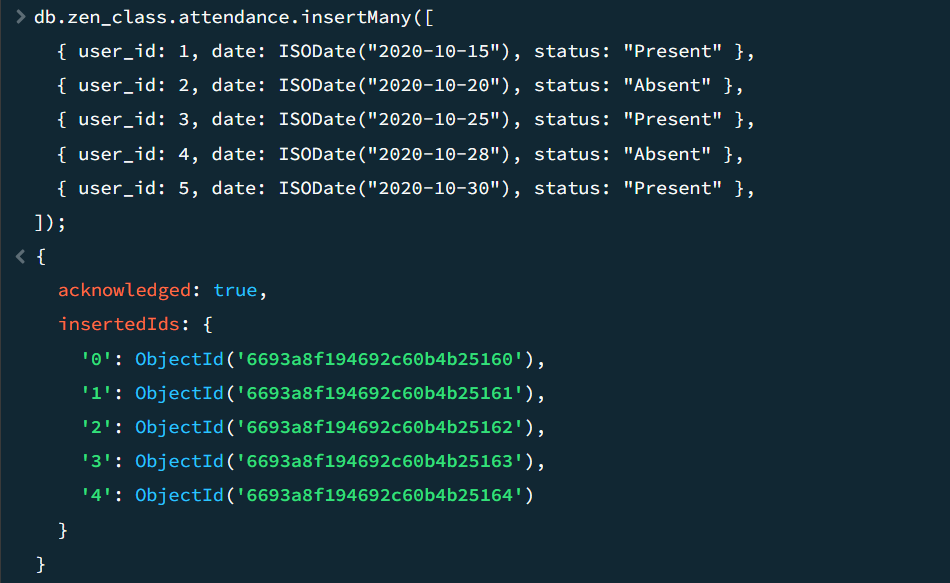 > db.zen_class.attendance.insertMany([
{ user_id: 1, date: ISODate("2020-10-15"), status: "Present" },
{ user_id: 2, date: ISODate("2020-10-20"), status: "Absent" },
{ user_id: 3, date: ISODate("2020-10-25"), status: "Present" },
{ user_id: 4, date: ISODate("2020-10-28"), status: "Absent" },
{ user_id: 5, date: ISODate("2020-10-30"), status: "Present" },
]);
< {
acknowledged: true,
insertedIds: {
'0': ObjectId('6693a8f194692c60b4b25160'),
'1': ObjectId('6693a8f194692c60b4b25161'),
'2': ObjectId('6693a8f194692c60b4b25162'),
'3': ObjectId('6693a8f194692c60b4b25163'),
'4': ObjectId('6693a8f194692c60b4b25164')
}
}